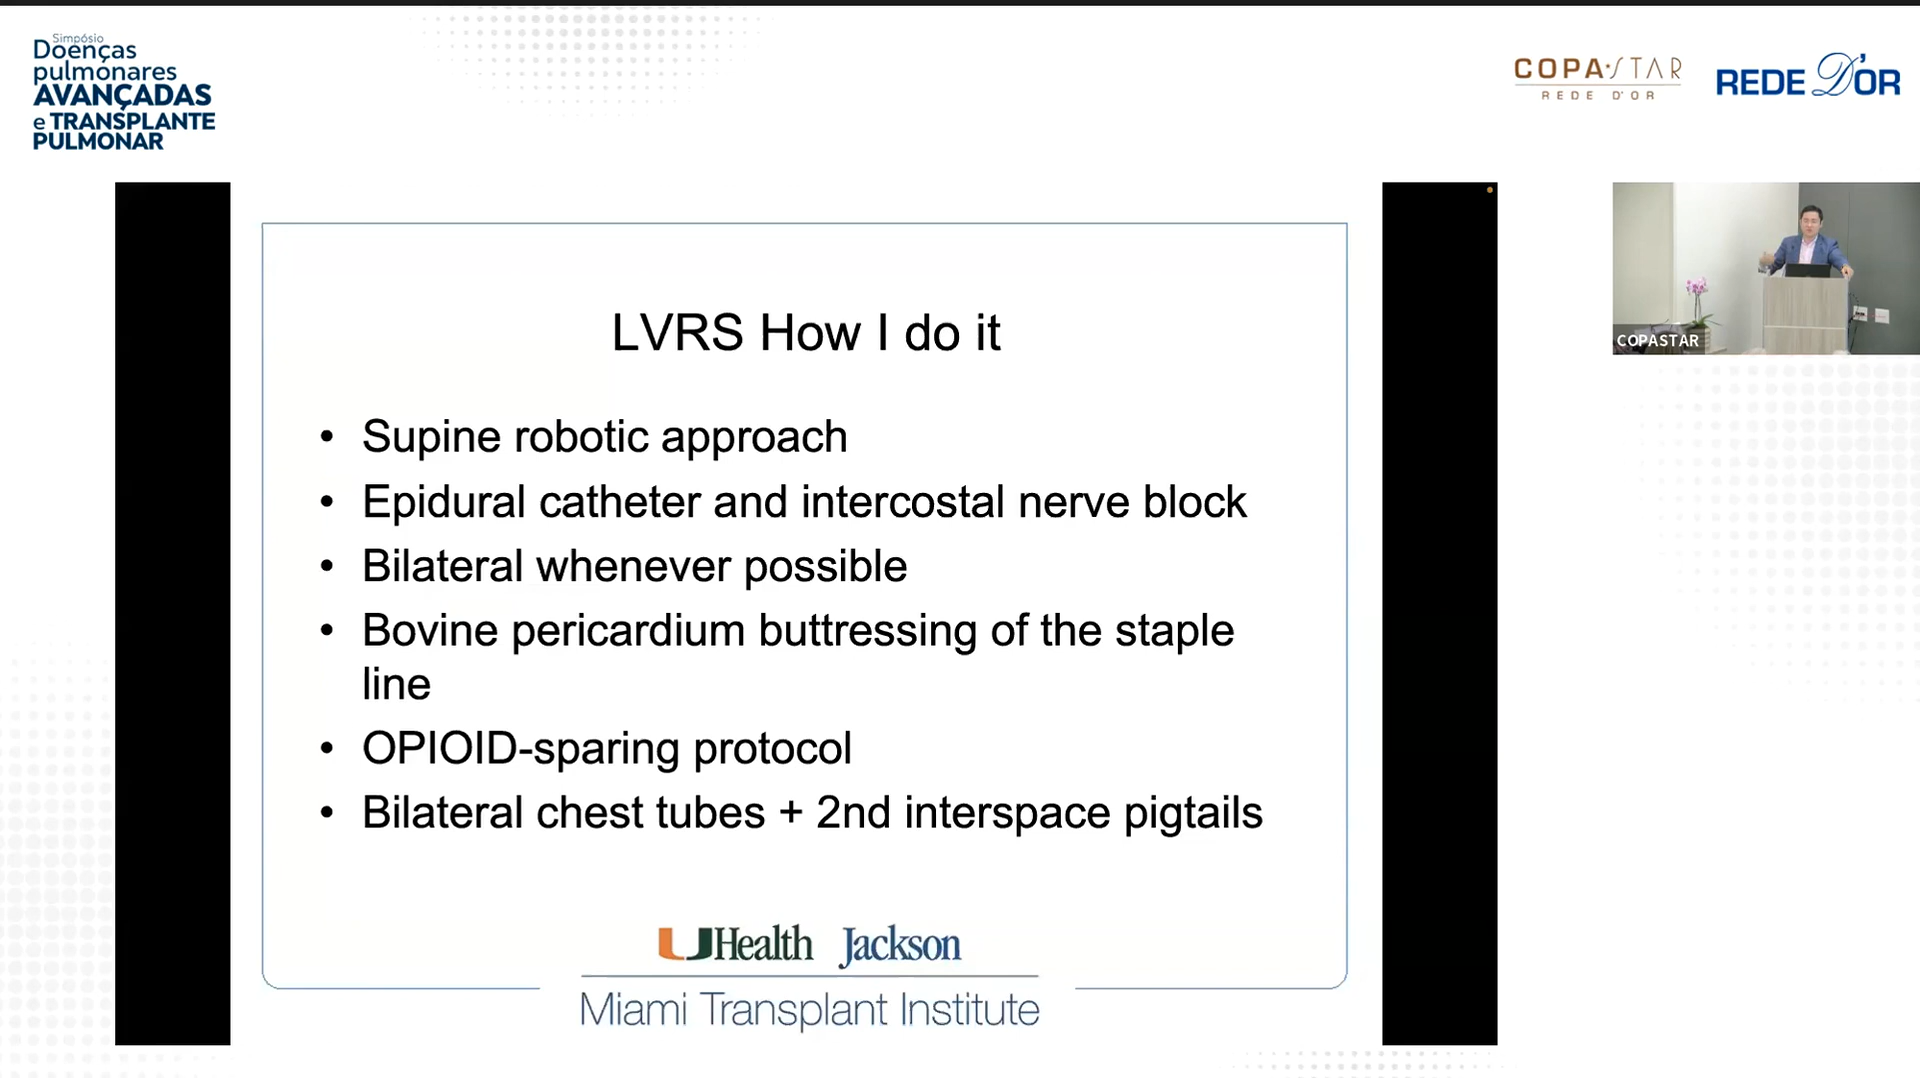 Simpósio
Doenças
pulmonares
AVANÇADAS
e TRANSPLANTE
PULMONAR
COPA STAR
REDE D'OR
REDE D'OR
COPASTAR
LVRS How I do it
• Supine robotic approach
• Epidural catheter and intercostal nerve block
• Bilateral whenever possible
• Bovine pericardium buttressing of the staple
line
• OPIOID-sparing protocol
• Bilateral chest tubes + 2nd interspace pigtails
UHealth Jackson
Miami Transplant Institute